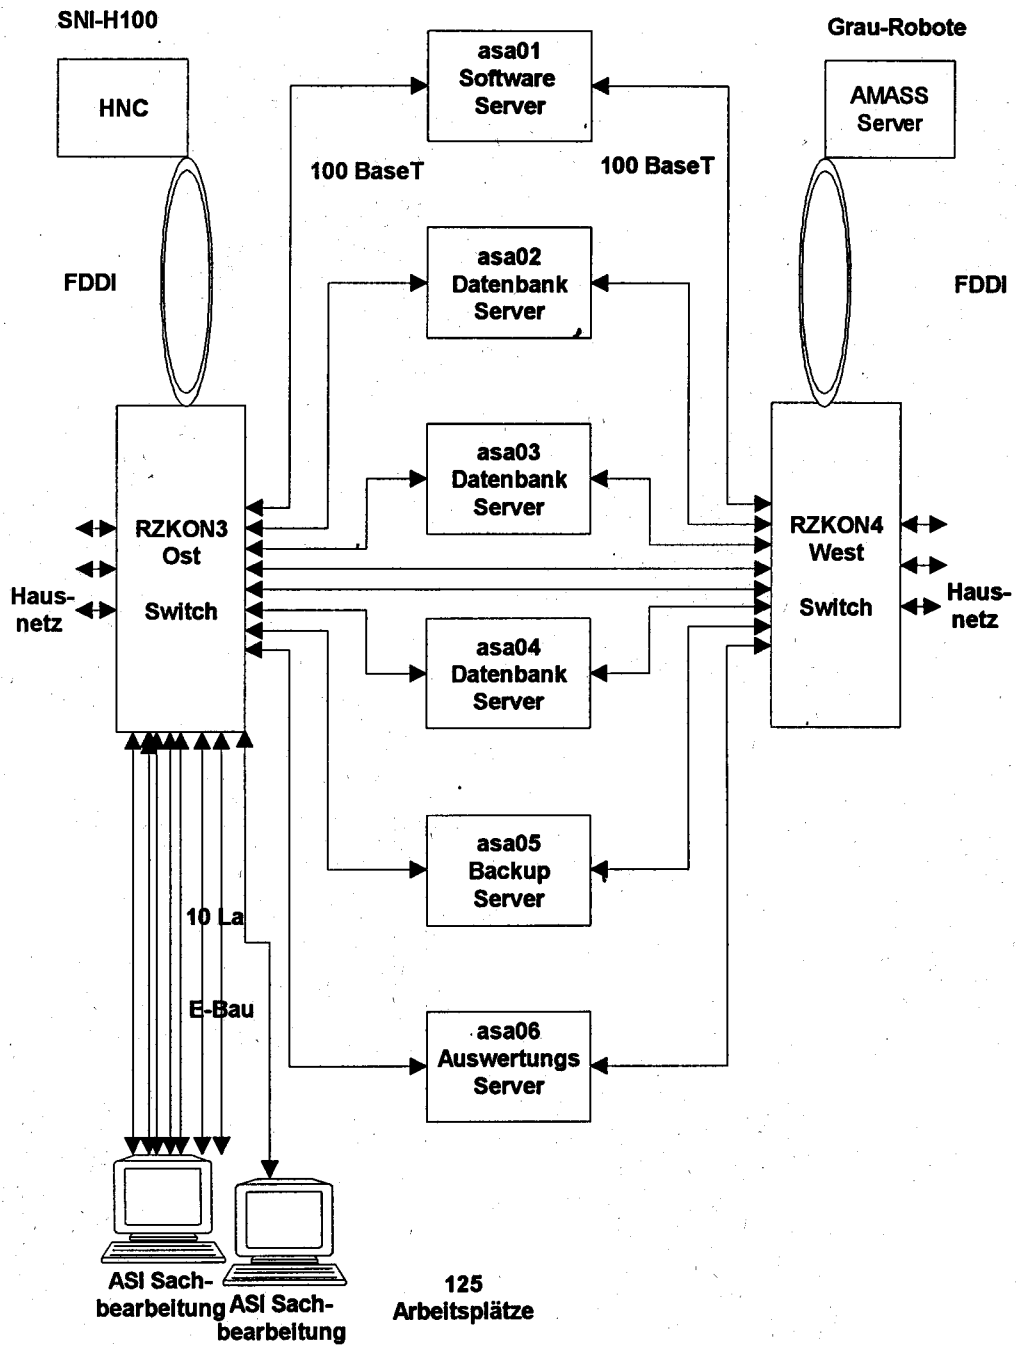 SNI-H100
Grau-Robote
HNC
asa01
Software
Server
AMASS
Server
100 BaseT
100 BaseT
FDDI
asa02
Datenbank
Server
FDDI
asa03
Datenbank
Server
RZKON3
Ost
Switch
RZKON4
West
Switch
Haus-
netz
Haus-
netz
asa04
Datenbank
Server
asa05
Backup
Server
10 La
E-Bau
asa06
Auswertungs
Server
ASI Sach-
bearbeitung
ASI Sach-
bearbeitung
125
Arbeitsplätze